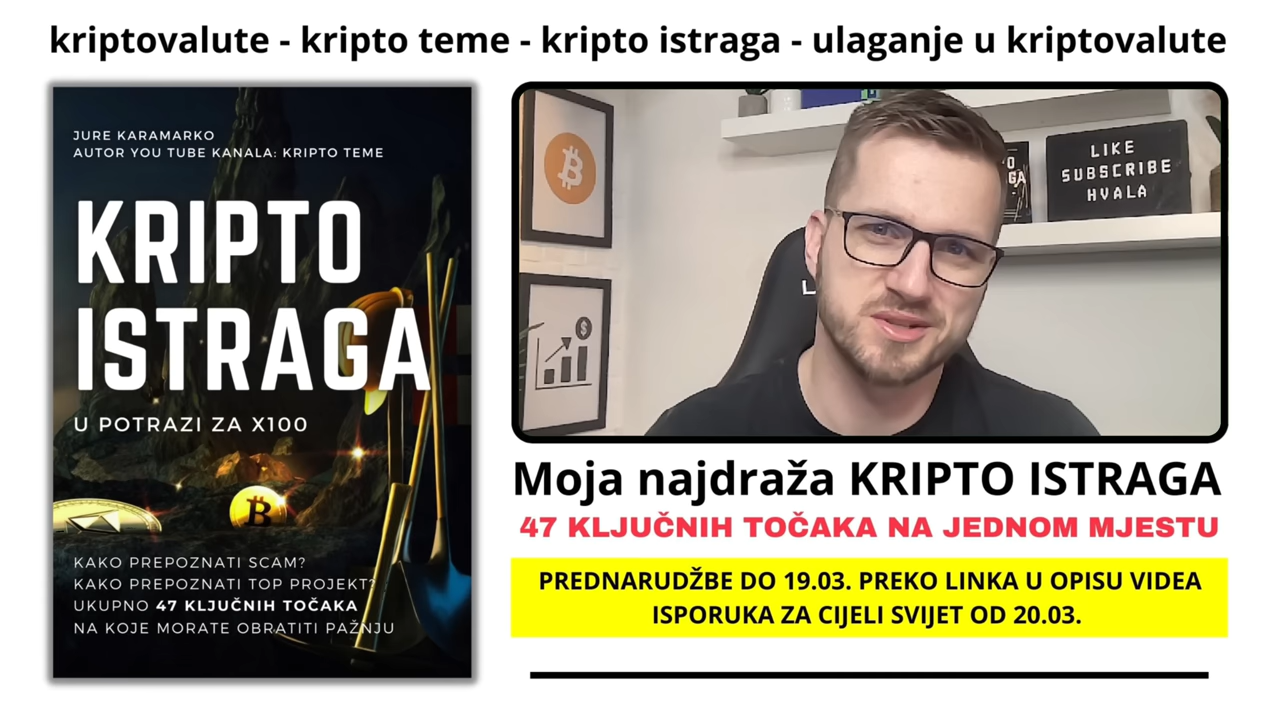 kriptovalute - kripto teme - kripto istraga - ulaganje u kriptovalute
JURE KARAMARKO
AUTOR YOU TUBE KANALA: KRIPTO TEME
KRIPTO
ISTRAGA
U POTRAZI ZA X100
KAKO PREPOZNATI SCAM?
KAKO PREPOZNATI TOP PROJEKT?
UKUPNO 47 KLJUČNIH TOČAKA
NA KOJE MORATE OBRATITI PAŽNJU
LIKE
SUBSCRIBE
HVALA
Moja najdraža KRIPTO ISTRAGA
47 KLJUČNIH TOČAKA NA JEDNOM MJESTU
PREDNARUDŽBE DO 19.03. PREKO LINKA U OPISU VIDEA
ISPORUKA ZA CIJELI SVIJET OD 20.03.